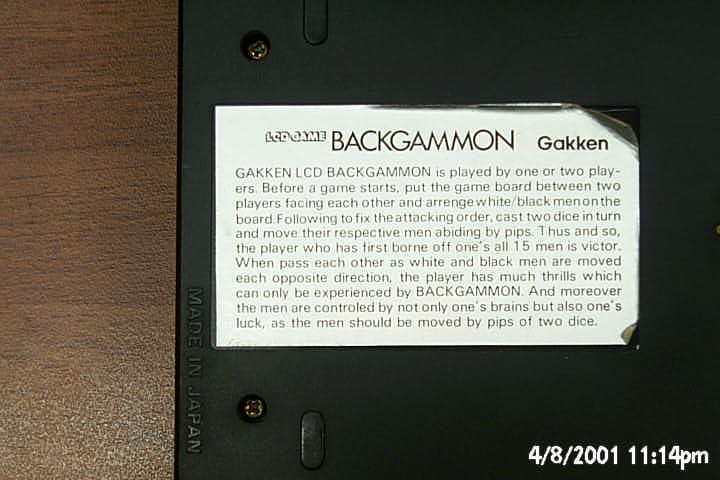 LCD GAME BACKGAMMON Gakken
GAKKEN LCD BACKGAMMON is played by one or two play-
ers. Before a game starts, put the game board between two
players facing each other and arrenge white/black men on the
board. Following to fix the attacking order, cast two dice in turn
and move their respective men abiding by pips. Thus and so,
the player who has first borne off one's all 15 men is victor.
When pass each other as white and black men are moved
each opposite direction, the player has much thrills which
can only be experienced by BACKGAMMON. And moreover
the men are controled by not only one's brains but also one's
luck, as the men should be moved by pips of two dice.
MADE IN JAPAN
4/8/2001 11:14pm